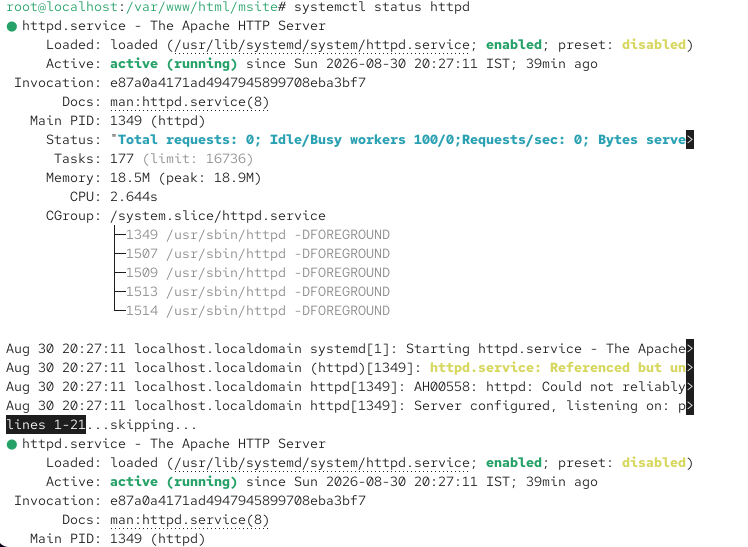 root@localhost:/var/www/html/msite# systemctl status httpd
● httpd.service - The Apache HTTP Server
     Loaded: loaded (/usr/lib/systemd/system/httpd.service; enabled; preset: disabled)
     Active: active (running) since Sun 2026-08-30 20:27:11 IST; 39min ago
 Invocation: e87a0a4171ad4947945899708eba3bf7
       Docs: man:httpd.service(8)
   Main PID: 1349 (httpd)
     Status: "Total requests: 0; Idle/Busy workers 100/0;Requests/sec: 0; Bytes serve>
      Tasks: 177 (limit: 16736)
     Memory: 18.5M (peak: 18.9M)
        CPU: 2.644s
     CGroup: /system.slice/httpd.service
             ├─1349 /usr/sbin/httpd -DFOREGROUND
             ├─1507 /usr/sbin/httpd -DFOREGROUND
             ├─1509 /usr/sbin/httpd -DFOREGROUND
             ├─1513 /usr/sbin/httpd -DFOREGROUND
             └─1514 /usr/sbin/httpd -DFOREGROUND

Aug 30 20:27:11 localhost.localdomain systemd[1]: Starting httpd.service - The Apache>
Aug 30 20:27:11 localhost.localdomain (httpd)[1349]: httpd.service: Referenced but un>
Aug 30 20:27:11 localhost.localdomain httpd[1349]: AH00558: httpd: Could not reliably>
Aug 30 20:27:11 localhost.localdomain httpd[1349]: Server configured, listening on: p>
lines 1-21...skipping...
● httpd.service - The Apache HTTP Server
     Loaded: loaded (/usr/lib/systemd/system/httpd.service; enabled; preset: disabled)
     Active: active (running) since Sun 2026-08-30 20:27:11 IST; 39min ago
 Invocation: e87a0a4171ad4947945899708eba3bf7
       Docs: man:httpd.service(8)
   Main PID: 1349 (httpd)